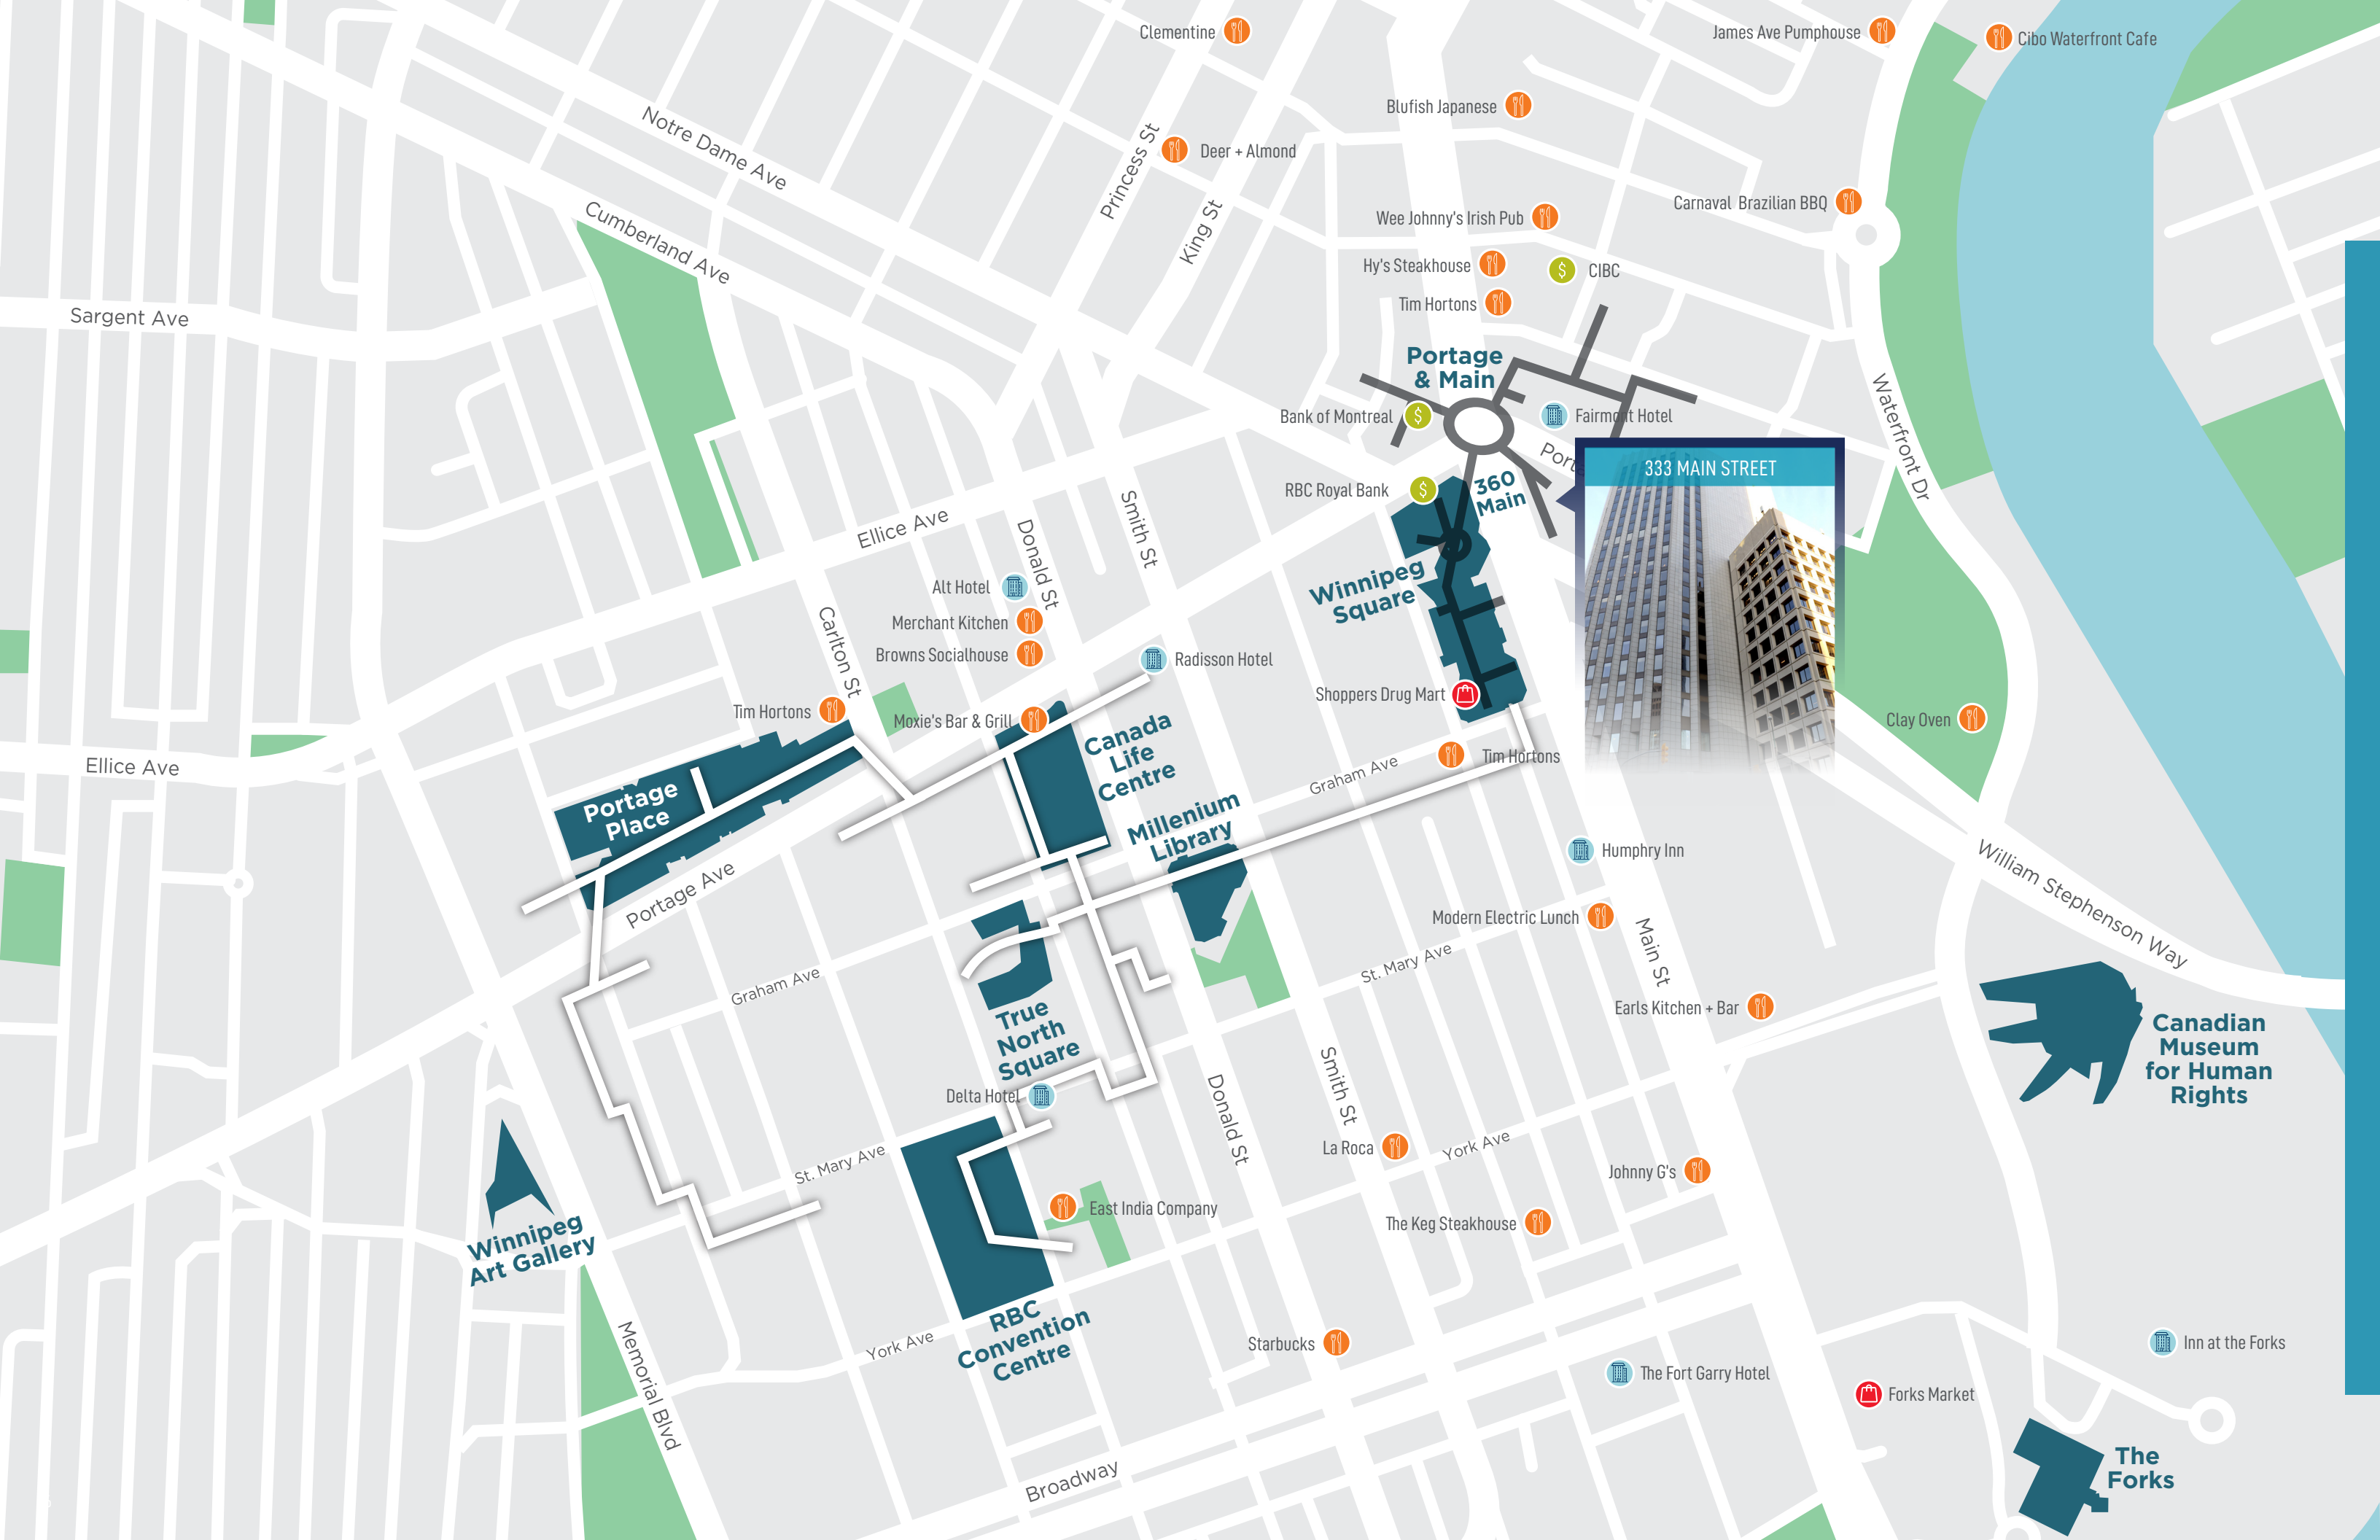 Clementine
James Ave Pumphouse
Cibo Waterfront Cafe
Blufish Japanese
Notre Dame Ave
Princess St
Deer + Almond
Cumberland Ave
King St
Carnaval Brazilian BBQ
Wee Johnny's Irish Pub
Hy's Steakhouse
CIBC
Tim Hortons
Sargent Ave
Portage
& Main
Bank of Montreal
Fairmont Hotel
Waterfront Dr
333 MAIN STREET
RBC Royal Bank
360
Main
Ellice Ave
Smith St
Donald St
Winnipeg
Square
Alt Hotel
Merchant Kitchen
Browns Socialhouse
Carlton St
Radisson Hotel
Shoppers Drug Mart
Tim Hortons
Moxie's Bar & Grill
Clay Oven
Canada
Life
Centre
Tim Hortons
Graham Ave
Ellice Ave
Portage
Place
Millenium
Library
Humphry Inn
Portage Ave
William Stephenson Way
Modern Electric Lunch
Main St
St. Mary Ave
Graham Ave
Earls Kitchen + Bar
True
North
Square
Canadian
Museum
for Human
Rights
Delta Hotel
Smith St
Donald St
La Roca
York Ave
St. Mary Ave
Johnny G's
East India Company
The Keg Steakhouse
Winnipeg
Art Gallery
RBC
Convention
Centre
York Ave
Starbucks
Inn at the Forks
Memorial Blvd
The Fort Garry Hotel
Forks Market
Broadway
The
Forks